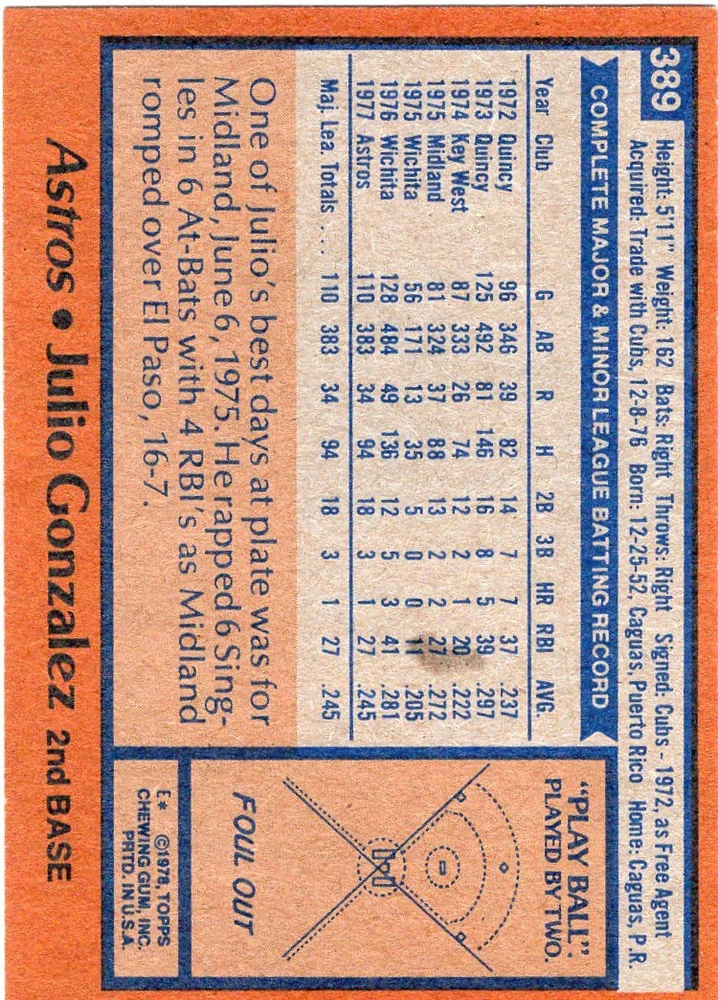 389
Height: 5'11" Weight: 162 Bats: Right Throws: Right Signed: Cubs - 1972, as Free Agent
Acquired: Trade with Cubs, 12-8-76 Born: 12-25-52, Caguas, Puerto Rico Home: Caguas, P.R.
COMPLETE MAJOR & MINOR LEAGUE BATTING RECORD
Year Club G AB R H 2B 3B HR RBI AVG.
1972 Quincy 96 346 39 82 14 7 7 37 .237
1973 Quincy 125 492 81 146 16 8 5 39 .297
1974 Key West 87 333 26 74 12 2 1 20 .222
1975 Midland 81 324 37 88 13 2 2 27 .272
1975 Wichita 56 171 13 35 5 0 0 11 .205
1976 Wichita 128 484 49 136 12 5 3 41 .281
1977 Astros 110 383 34 94 18 3 1 27 .245
Maj. Lea. Totals .... 110 383 34 94 18 3 1 27 .245
One of Julio's best days at plate was for
Midland, June 6, 1975. He rapped 6 Sing-
les in 6 At-Bats with 4 RBI's as Midland
romped over El Paso, 16-7.
"PLAY BALL"
PLAYED BY TWO.
FOUL OUT
E* ©1978, TOPPS
CHEWING GUM, INC.
PRTD. IN U.S.A.
Astros • Julio Gonzalez 2nd BASE